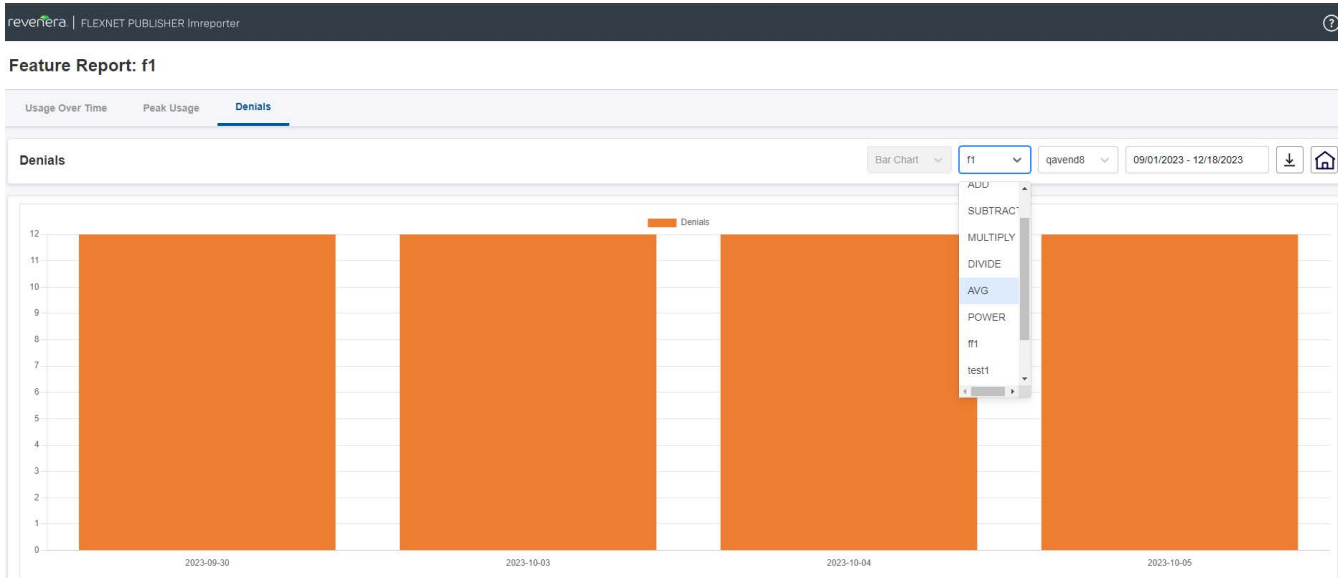 revenera. | FLEXNET PUBLISHER lmreporter
?
Feature Report: f1
Usage Over Time Peak Usage Denials
Denials
Bar Chart f1 qavend8 09/01/2023 - 12/18/2023
ADD
SUBTRACT
MULTIPLY
DIVIDE
AVG
POWER
ff1
test1
Denials
12
11
10
9
8
7
6
5
4
3
2
1
0
2023-09-30 2023-10-03 2023-10-04 2023-10-05